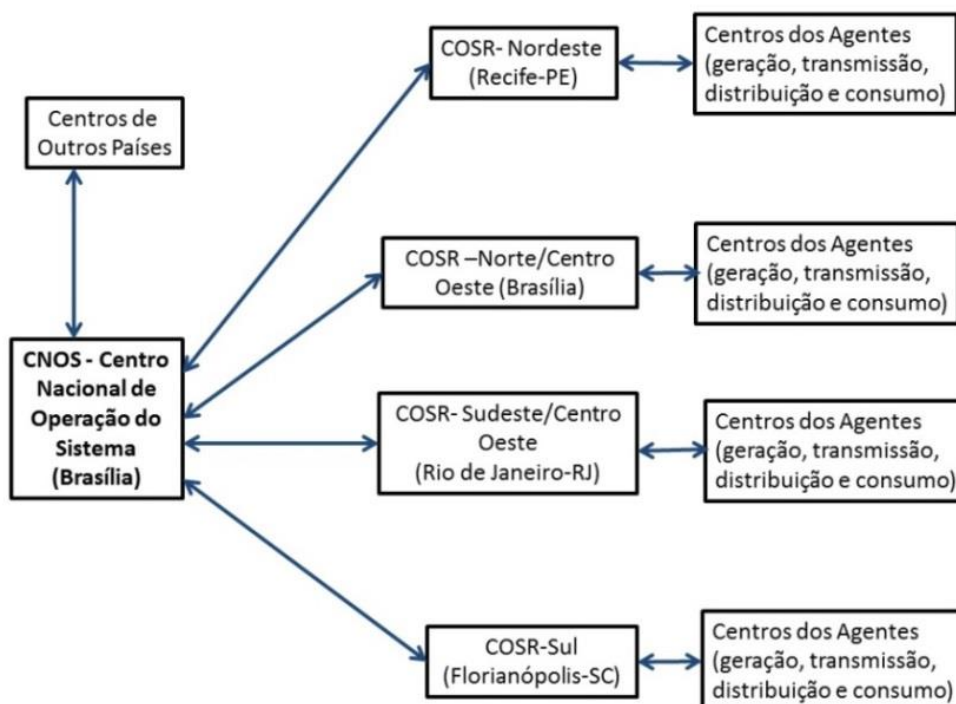 COSR- Nordeste
(Recife-PE)
Centros dos Agentes
(geração, transmissão,
distribuição e consumo)
Centros de
Outros Países
COSR –Norte/Centro
Oeste (Brasília)
Centros dos Agentes
(geração, transmissão,
distribuição e consumo)
CNOS - Centro
Nacional de
Operação do
Sistema
(Brasília)
COSR- Sudeste/Centro
Oeste
(Rio de Janeiro-RJ)
Centros dos Agentes
(geração, transmissão,
distribuição e consumo)
COSR-Sul
(Florianópolis-SC)
Centros dos Agentes
(geração, transmissão,
distribuição e consumo)